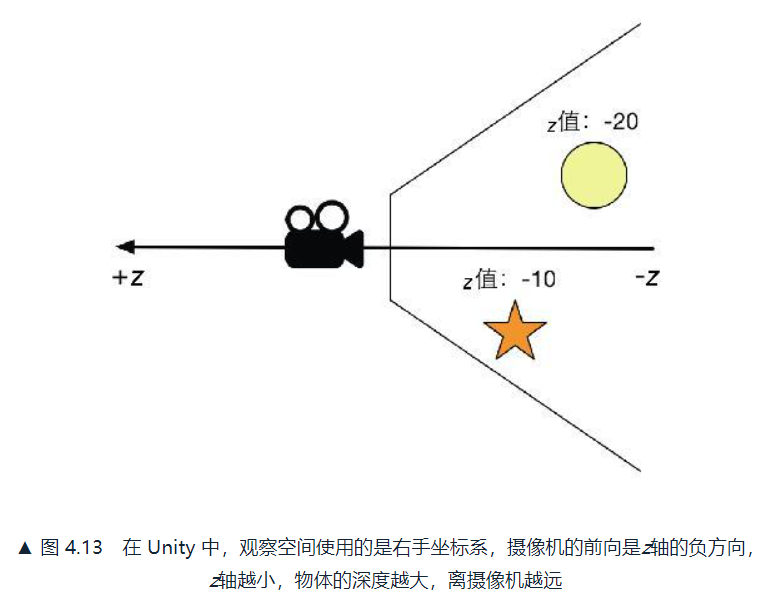 z值：-20
+z
z值：-10
-z
▲ 图 4.13 在 Unity 中，观察空间使用的是右手坐标系，摄像机的前向是z轴的负方向，
z轴越小，物体的深度越大，离摄像机越远